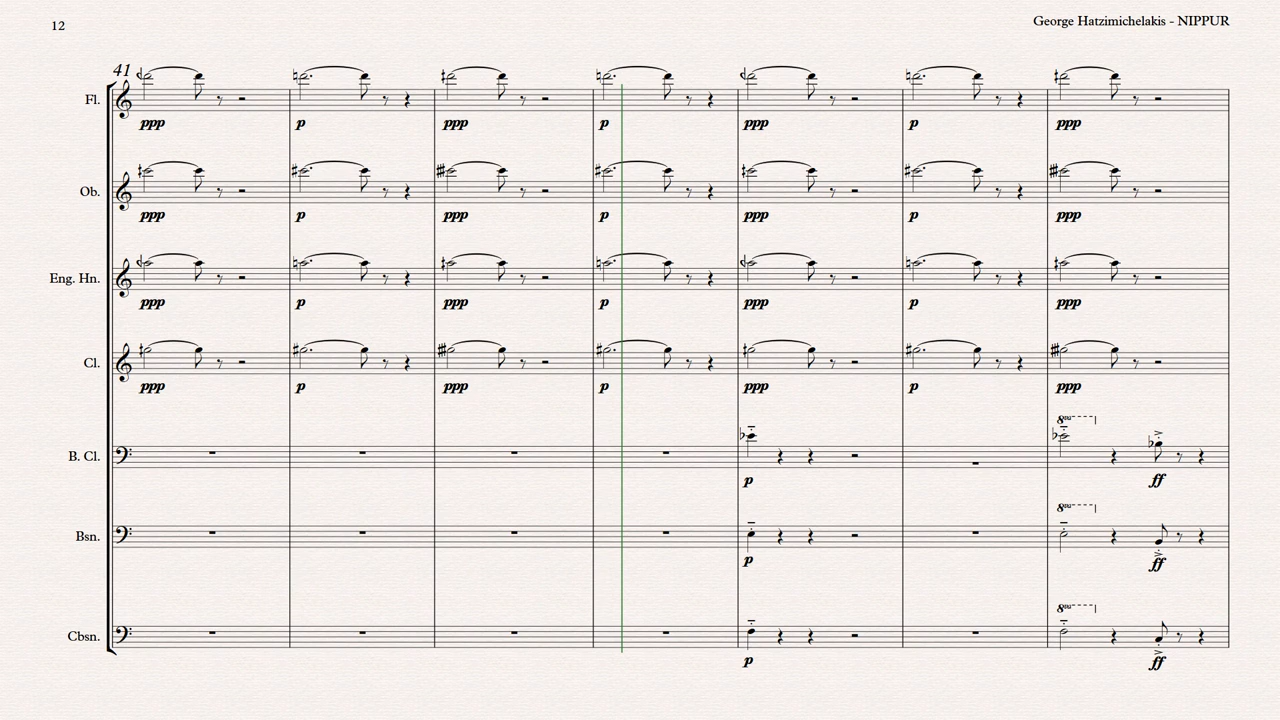 12
George Hatzimichelakis - NIPPUR
41
Fl.
ppp p ppp p ppp p ppp
Ob.
ppp p ppp p ppp p ppp
Eng. Hn.
ppp p ppp p ppp p ppp
Cl.
ppp p ppp p ppp p ppp
8va
B. Cl.
p ff
8va
Bsn.
p ff
8va
Cbsn.
p ff